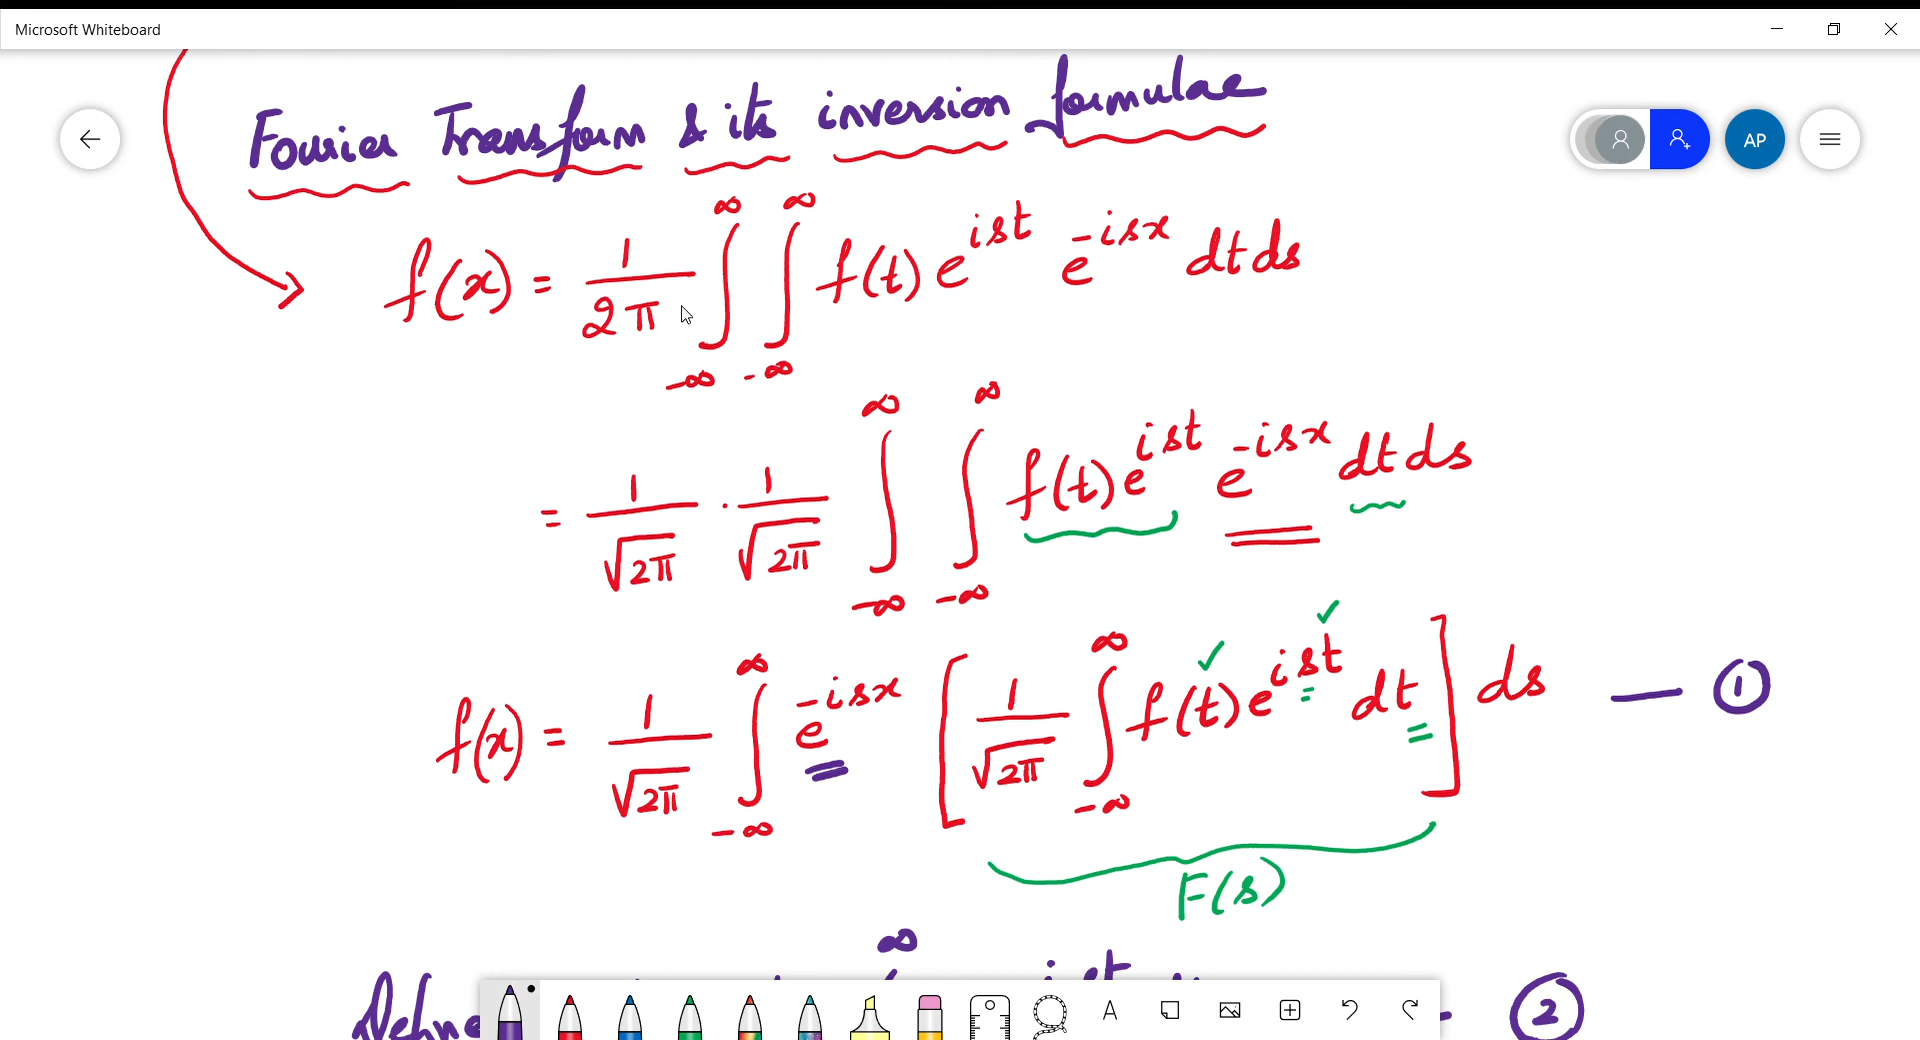 Microsoft Whiteboard
Fourier Transform & its inversion formulae
AP
f(x) = 1/2π ∫_{-∞}^{∞} ∫_{-∞}^{∞} f(t) e^{ist} e^{-isx} dt ds
= 1/√2π · 1/√2π ∫_{-∞}^{∞} ∫_{-∞}^{∞} f(t) e^{ist} e^{-isx} dt ds
f(x) = 1/√2π ∫_{-∞}^{∞} e^{-isx} [ 1/√2π ∫_{-∞}^{∞} f(t) e^{ist} dt ] ds — ①
F(s)
Define ∞ ②
A